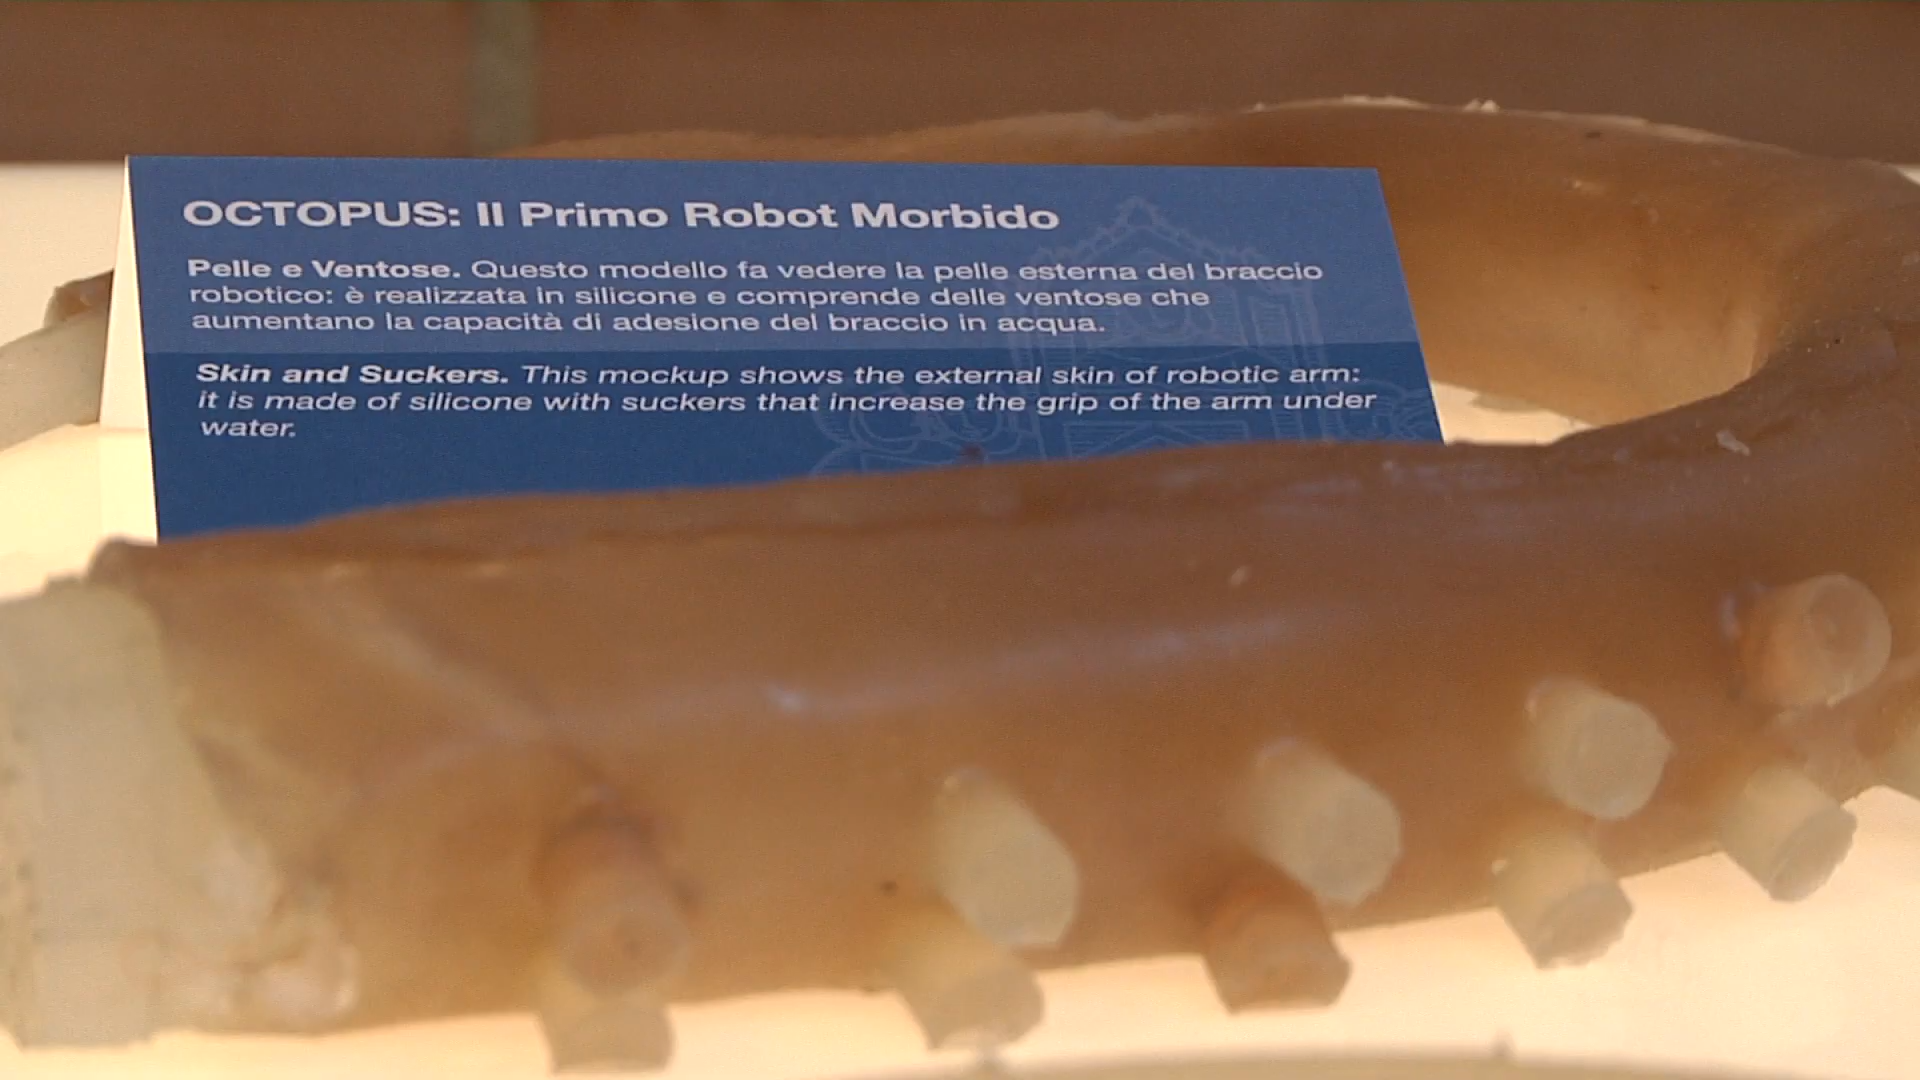 OCTOPUS: Il Primo Robot Morbido
Pelle e Ventose. Questo modello fa vedere la pelle esterna del braccio
robotico: è realizzata in silicone e comprende delle ventose che
aumentano la capacità di adesione del braccio in acqua.
Skin and Suckers. This mockup shows the external skin of robotic arm:
it is made of silicone with suckers that increase the grip of the arm under
water.